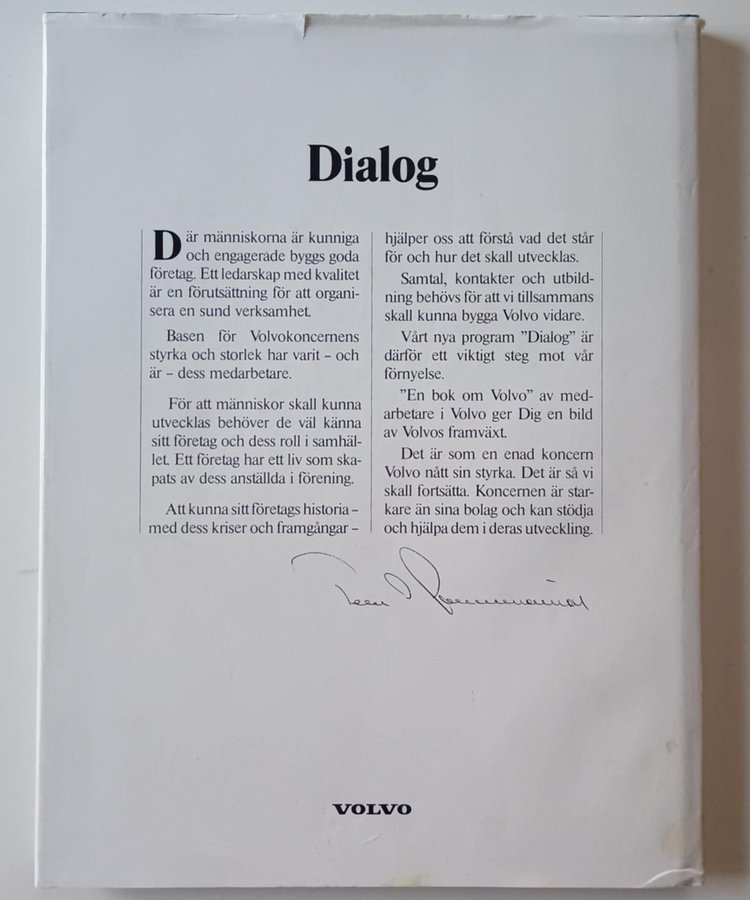 Dialog
Där människorna är kunniga
och engagerade byggs goda
företag. Ett ledarskap med kvalitet
är en förutsättning för att organi-
sera en sund verksamhet.
Basen för Volvokoncernens
styrka och storlek har varit – och
är – dess medarbetare.
För att människor skall kunna
utvecklas behöver de väl känna
sitt företag och dess roll i samhäl-
let. Ett företag har ett liv som ska-
pats av dess anställda i förening.
Att kunna sitt företags historia –
med dess kriser och framgångar –
hjälper oss att förstå vad det står
för och hur det skall utvecklas.
Samtal, kontakter och utbild-
ning behövs för att vi tillsammans
skall kunna bygga Volvo vidare.
Vårt nya program ”Dialog” är
därför ett viktigt steg mot vår
förnyelse.
”En bok om Volvo” av med-
arbetare i Volvo ger Dig en bild
av Volvos framväxt.
Det är som en enad koncern
Volvo nått sin styrka. Det är så vi
skall fortsätta. Koncernen är star-
kare än sina bolag och kan stödja
och hjälpa dem i deras utveckling.
VOLVO